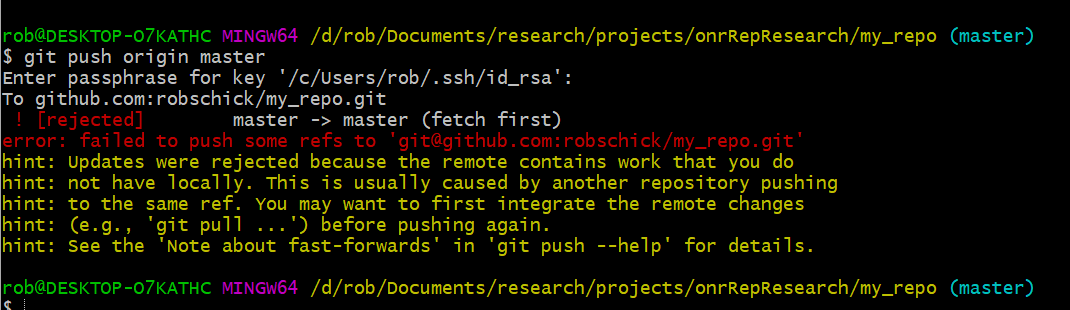 rob@DESKTOP-O7KATHC MINGW64 /d/rob/Documents/research/projects/onrRepResearch/my_repo (master)
$ git push origin master
Enter passphrase for key '/c/Users/rob/.ssh/id_rsa':
To github.com:robschick/my_repo.git
 ! [rejected]        master -> master (fetch first)
error: failed to push some refs to 'git@github.com:robschick/my_repo.git'
hint: Updates were rejected because the remote contains work that you do
hint: not have locally. This is usually caused by another repository pushing
hint: to the same ref. You may want to first integrate the remote changes
hint: (e.g., 'git pull ...') before pushing again.
hint: See the 'Note about fast-forwards' in 'git push --help' for details.
rob@DESKTOP-O7KATHC MINGW64 /d/rob/Documents/research/projects/onrRepResearch/my_repo (master)
$